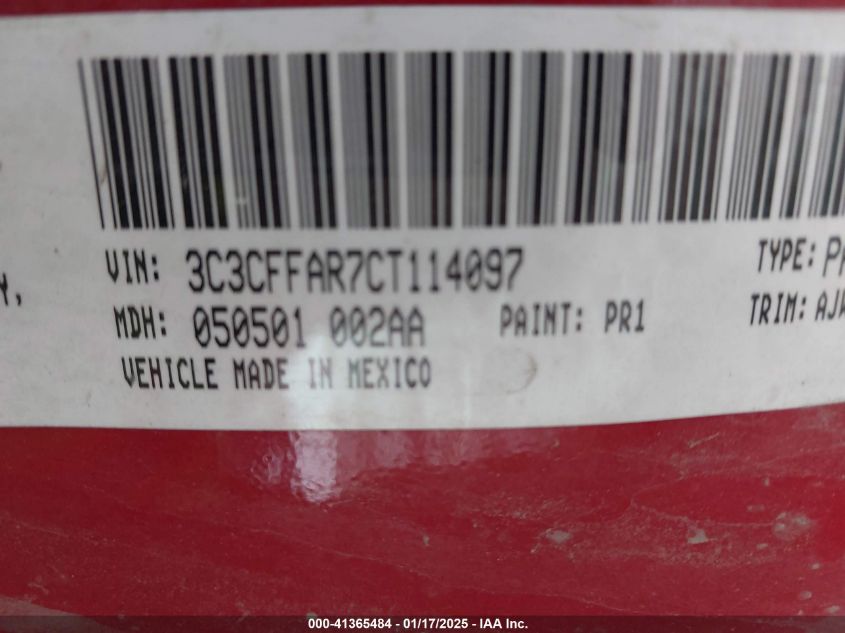 VIN: 3C3CFFAR7CT114097
TYPE:
Y,
MDH: 050501 002AA
PAINT: PR1
TRIM:
VEHICLE MADE IN MEXICO
000-41365484 - 01/17/2025 - IAA Inc.